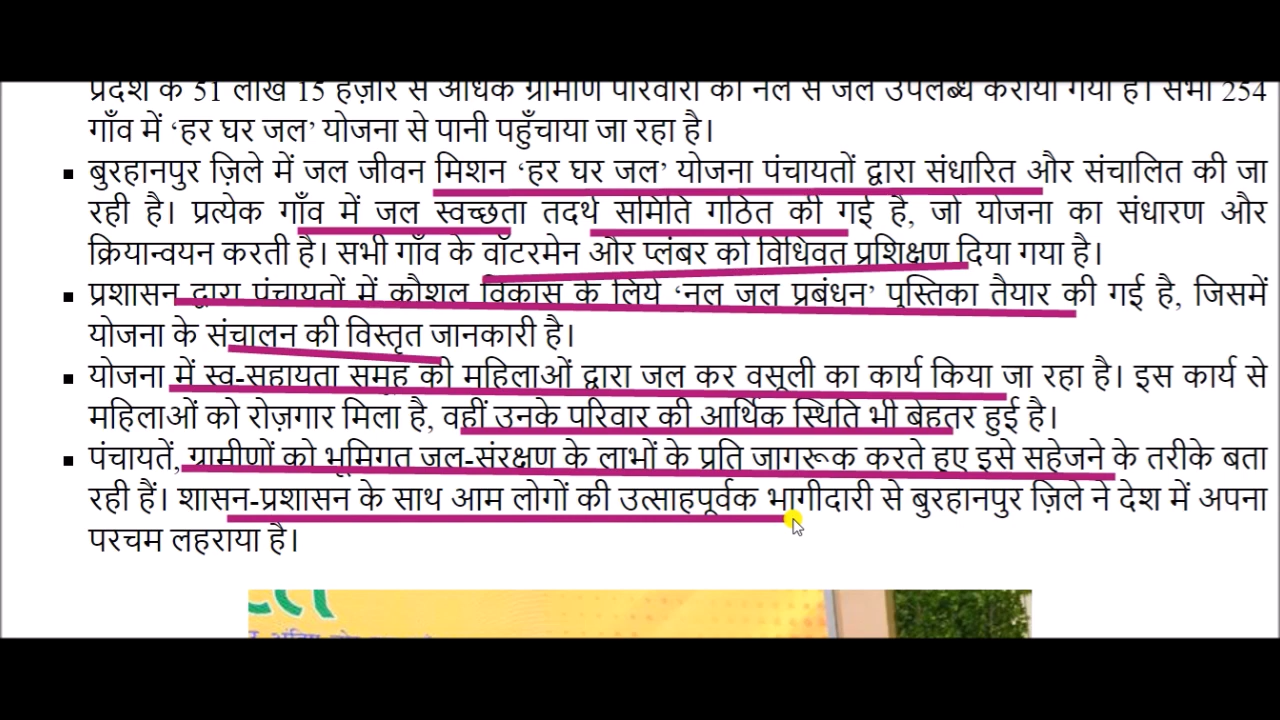 प्रदेश के 51 लाख 15 हज़ार से अधिक ग्रामीण परिवारों को नल से जल उपलब्ध कराया गया है। सभी 254
गाँव में ‘हर घर जल’ योजना से पानी पहुँचाया जा रहा है।
▪ बुरहानपुर ज़िले में जल जीवन मिशन ‘हर घर जल’ योजना पंचायतों द्वारा संधारित और संचालित की जा
रही है। प्रत्येक गाँव में जल स्वच्छता तदर्थ समिति गठित की गई है, जो योजना का संधारण और
क्रियान्वयन करती है। सभी गाँव के वॉटरमेन और प्लंबर को विधिवत प्रशिक्षण दिया गया है।
▪ प्रशासन द्वारा पंचायतों में कौशल विकास के लिये ‘नल जल प्रबंधन’ पुस्तिका तैयार की गई है, जिसमें
योजना के संचालन की विस्तृत जानकारी है।
▪ योजना में स्व-सहायता समूह की महिलाओं द्वारा जल कर वसूली का कार्य किया जा रहा है। इस कार्य से
महिलाओं को रोज़गार मिला है, वहीं उनके परिवार की आर्थिक स्थिति भी बेहतर हुई है।
▪ पंचायतें, ग्रामीणों को भूमिगत जल-संरक्षण के लाभों के प्रति जागरूक करते हुए इसे सहेजने के तरीके बता
रही हैं। शासन-प्रशासन के साथ आम लोगों की उत्साहपूर्वक भागीदारी से बुरहानपुर ज़िले ने देश में अपना
परचम लहराया है।